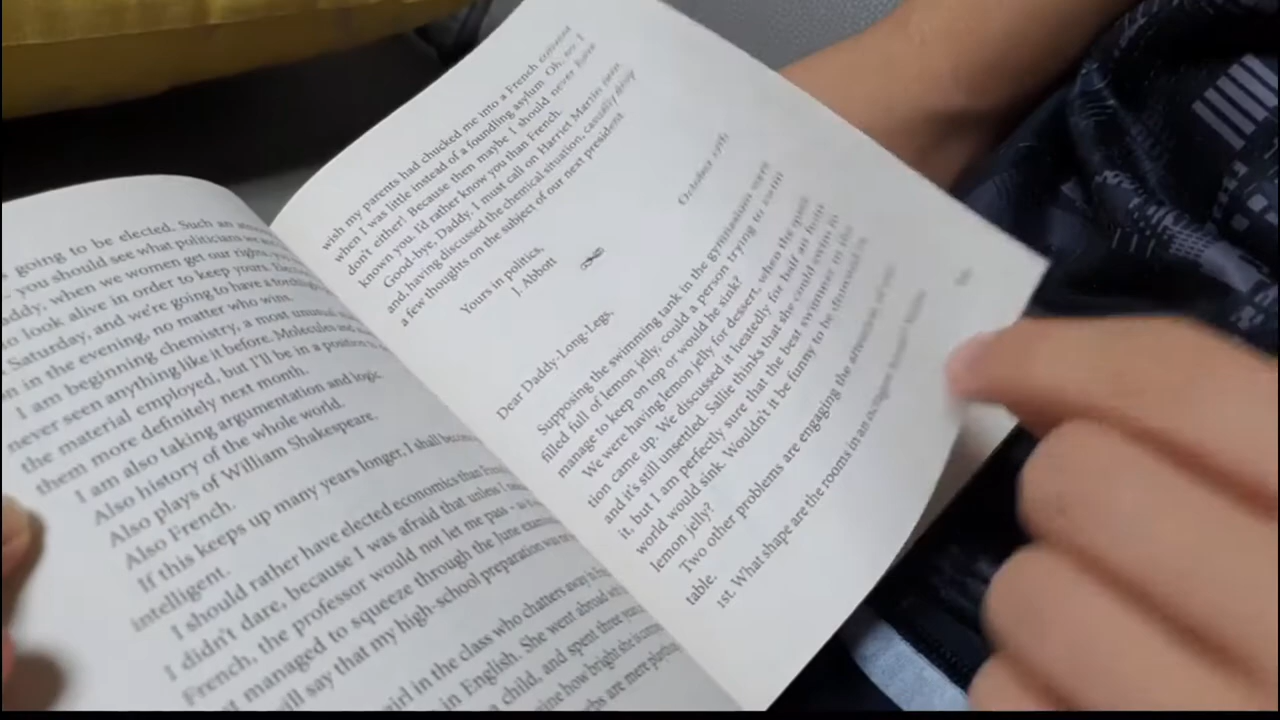 going to be elected. Such an
- you should see what politicians we
addy, when we women get our rights,
to look alive in order to keep yours.
Saturday, and we're going to have a
on in the evening, no matter who wins.
I am beginning chemistry, a most unusual
never seen anything like it before. Molecules and
the material employed, but I'll be in a position
them more definitely next month.
I am also taking argumentation and logic.
Also history of the whole world.
Also plays of William Shakespeare.
Also French.
If this keeps up many years longer, I shall become
intelligent.
I should rather have elected economics than French
I didn't dare, because I was afraid that unless I
French, the professor would not let me pass - as
managed to squeeze through the June
will say that my high-school preparation was
girl in the class who chatters away in
in English. She went abroad
a child, and spent three years
how bright she is
are mere
wish my parents had chucked me into a French convent
when I was little instead of a foundling asylum. Oh, no, I
don't either! Because then maybe I should never have
known you. I'd rather know you than French.
Good-bye, Daddy. I must call on Harriet Martin now
and, having discussed the chemical situation, casually drop
a few thoughts on the subject of our next president
Yours in politics,
J. Abbott
October 17th
Dear Daddy-Long-Legs,
Supposing the swimming tank in the gymnasium were
filled full of lemon jelly, could a person trying to swim
manage to keep on top or would he sink?
We were having lemon jelly for dessert, when the question
tion came up. We discussed it heatedly for half an hour
and it's still unsettled. Sallie thinks that she could swim in
it, but I am perfectly sure that the best swimmer in the
world would sink. Wouldn't it be funny to be drowned in
lemon jelly?
Two other problems are engaging the attention of our
table.
1st. What shape are the rooms in an octagon house?